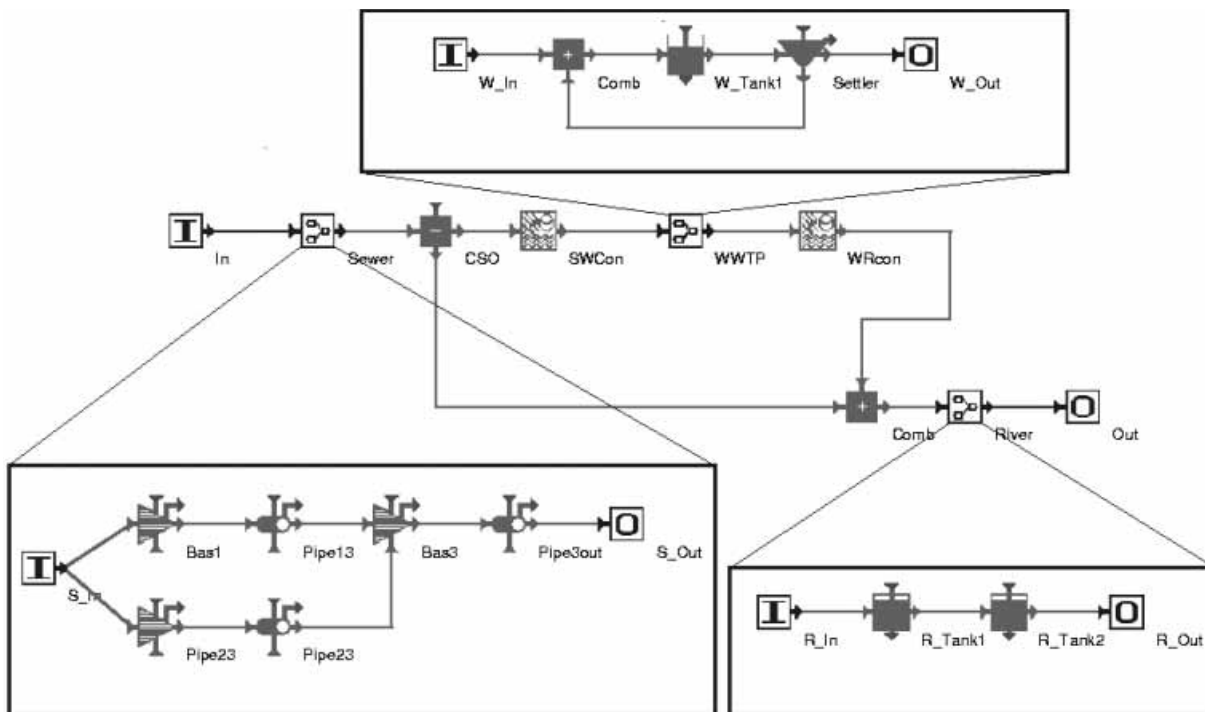 W_In Comb W_Tank1 Settler W_Out
In Sewer CSO SWCon WWTP WRcon
Comb River Out
Bas1 Pipe13 Bas3 Pipe3out S_Out
S_In
Pipe23 Pipe23
R_In R_Tank1 R_Tank2 R_Out